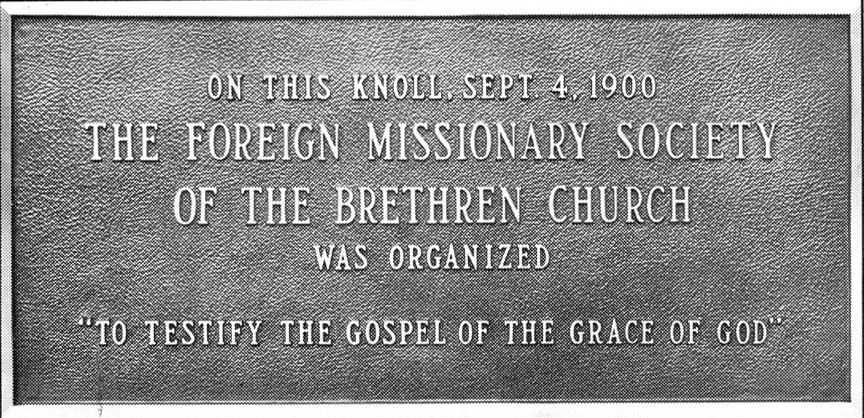 ON THIS KNOLL, SEPT. 4, 1900
THE FOREIGN MISSIONARY SOCIETY
OF THE BRETHREN CHURCH
WAS ORGANIZED
"TO TESTIFY THE GOSPEL OF THE GRACE OF GOD"